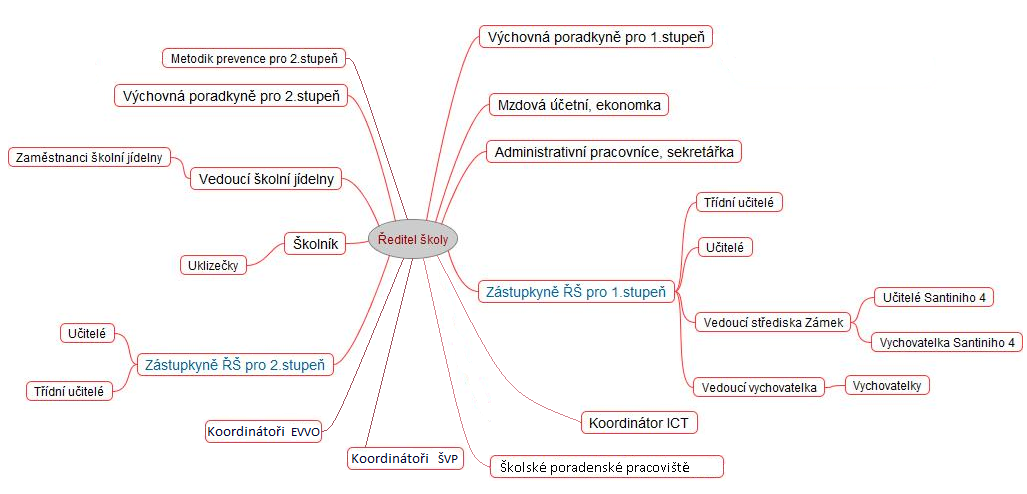 Výchovná poradkyně pro 1.stupeň
Metodik prevence pro 2.stupeň
Výchovná poradkyně pro 2.stupeň
Mzdová účetní, ekonomka
Administrativní pracovníce, sekretářka
Zaměstnanci školní jídelny
Vedoucí školní jídelny
Třídní učitelé
Ředitel školy
Školník
Učitelé
Uklizečky
Zástupkyně ŘŠ pro 1.stupeň
Učitelé Santiniho 4
Vedoucí střediska Zámek
Učitelé
Vychovatelka Santiniho 4
Zástupkyně ŘŠ pro 2.stupeň
Vedoucí vychovatelka
Vychovatelky
Třídní učitelé
Koordinátor ICT
Koordinátoři EVVO
Koordinátoři ŠVP
Školské poradenské pracoviště